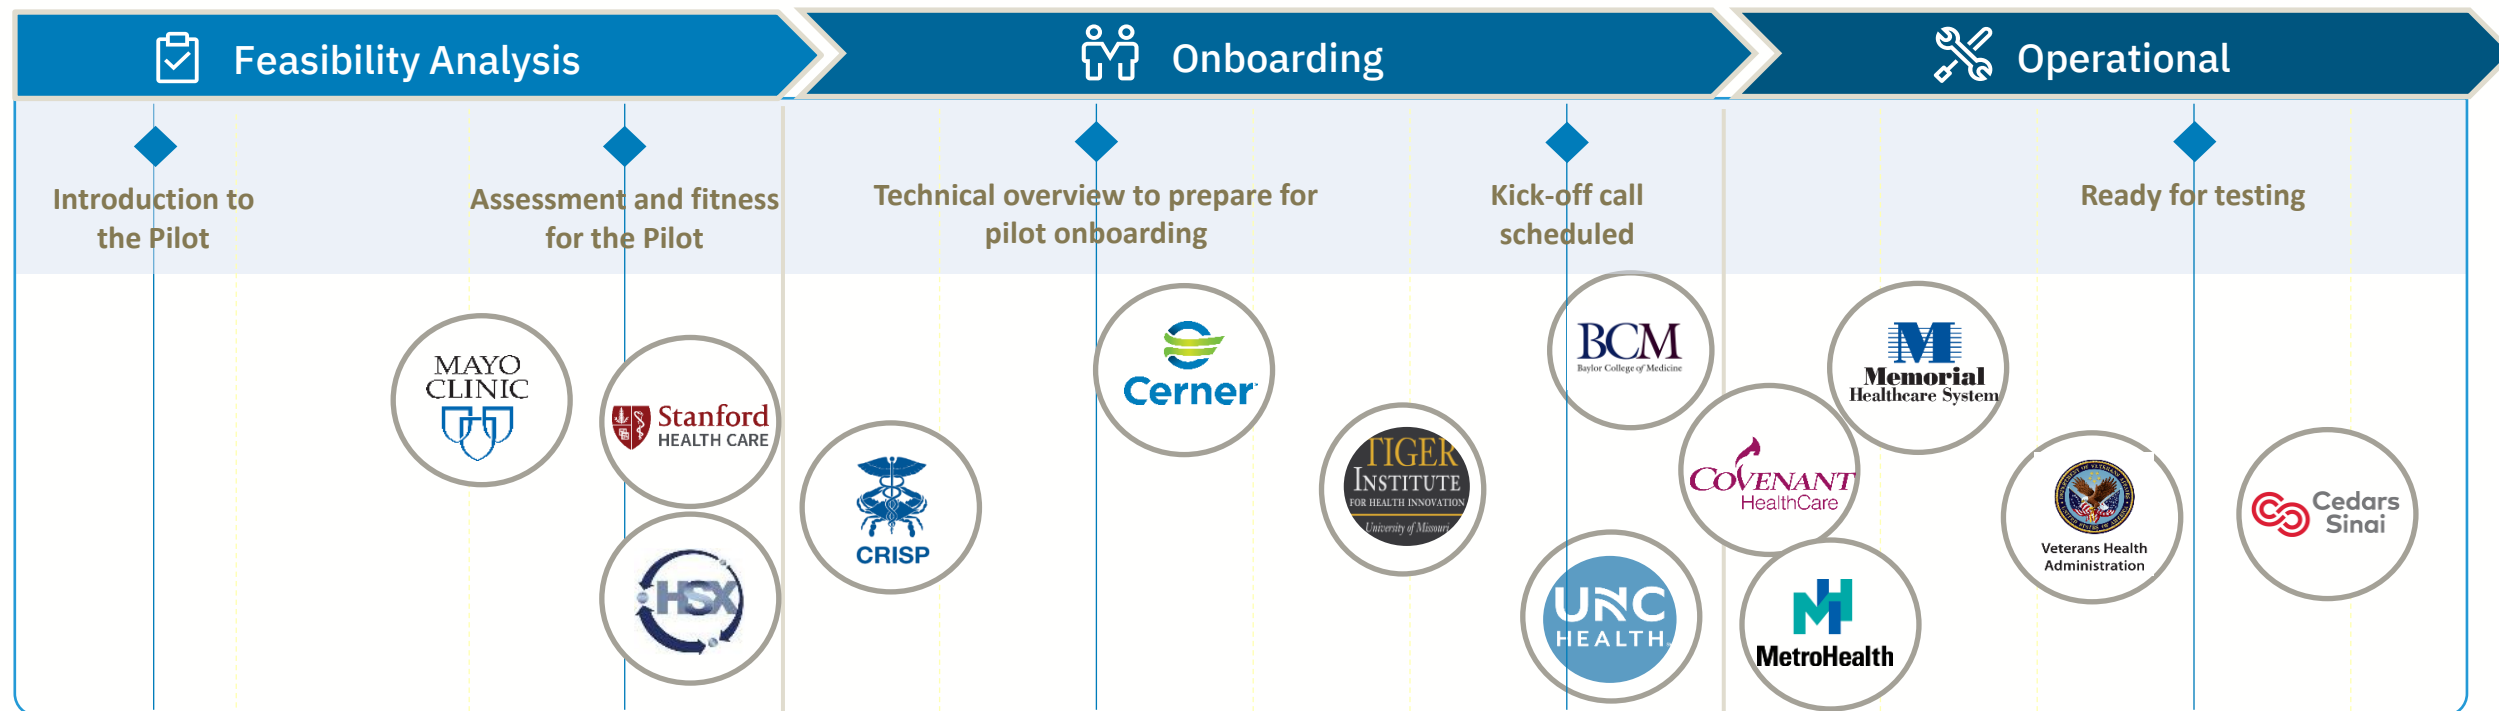 Feasibility Analysis
Onboarding
Operational
Introduction to
the Pilot
Assessment and fitness
for the Pilot
Technical overview to prepare for
pilot onboarding
Kick-off call
scheduled
Ready for testing
MAYO
CLINIC
Stanford
HEALTH CARE
HSX
CRISP
Cerner
TIGER
INSTITUTE
FOR HEALTH INNOVATION
University of Missouri
BCM
Baylor College of Medicine
UNC
HEALTH
COVENANT
HealthCare
MetroHealth
M
Memorial
Healthcare System
Veterans Health
Administration
Cedars
Sinai